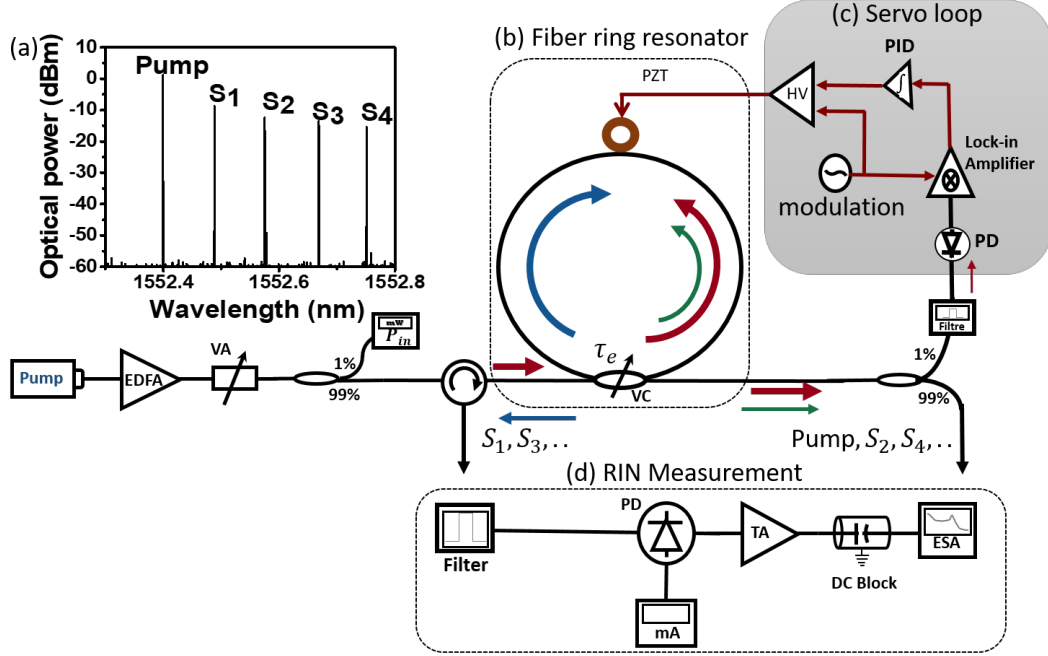 (a)
Optical power (dBm)
10
0
-10
-20
-30
-40
-50
-60
Pump
S1
S2
S3
S4
1552.4
1552.6
1552.8
Wavelength (nm)
(b) Fiber ring resonator
PZT
τe
VC
(c) Servo loop
PID
HV
Lock-in
Amplifier
modulation
PD
Filtre
1%
99%
Pump
EDFA
VA
mW
Pin
1%
99%
S1, S3, . .
Pump, S2, S4, . .
(d) RIN Measurement
Filter
PD
mA
TA
DC Block
ESA